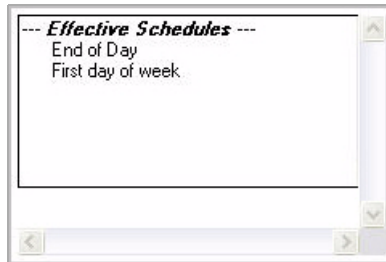 --- Effective Schedules ---
End of Day
First day of week